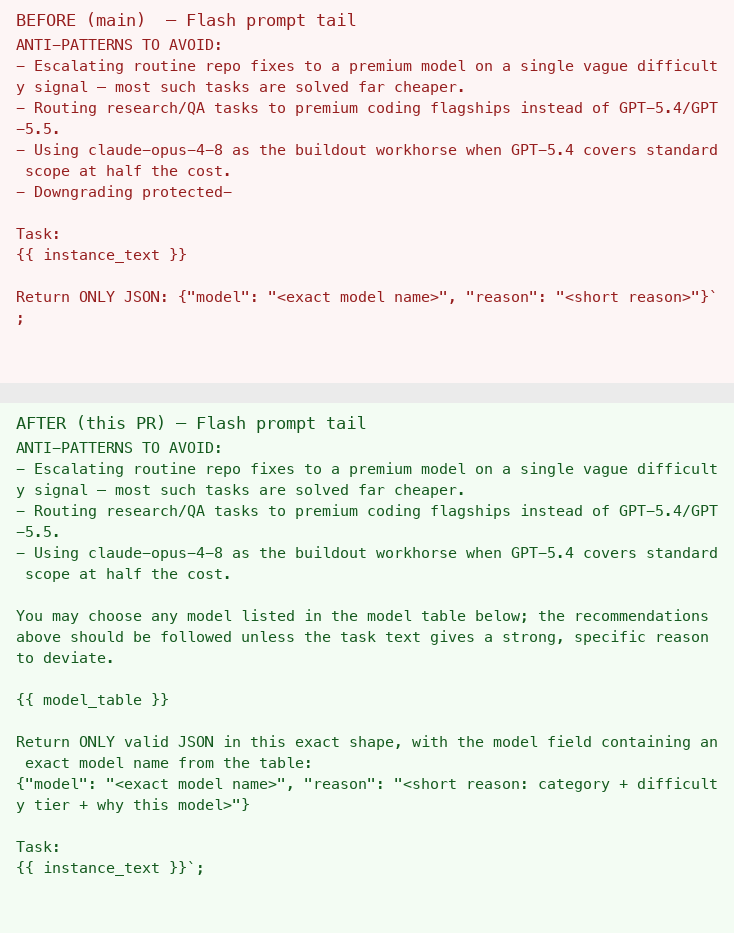 BEFORE (main)  — Flash prompt tail
ANTI-PATTERNS TO AVOID:
- Escalating routine repo fixes to a premium model on a single vague difficult
y signal — most such tasks are solved far cheaper.
- Routing research/QA tasks to premium coding flagships instead of GPT-5.4/GPT
-5.5.
- Using claude-opus-4-8 as the buildout workhorse when GPT-5.4 covers standard
 scope at half the cost.
- Downgrading protected-

Task:
{{ instance_text }}

Return ONLY JSON: {"model": "<exact model name>", "reason": "<short reason>"}`
;

AFTER (this PR) — Flash prompt tail
ANTI-PATTERNS TO AVOID:
- Escalating routine repo fixes to a premium model on a single vague difficult
y signal — most such tasks are solved far cheaper.
- Routing research/QA tasks to premium coding flagships instead of GPT-5.4/GPT
-5.5.
- Using claude-opus-4-8 as the buildout workhorse when GPT-5.4 covers standard
 scope at half the cost.

You may choose any model listed in the model table below; the recommendations
above should be followed unless the task text gives a strong, specific reason
to deviate.

{{ model_table }}

Return ONLY valid JSON in this exact shape, with the model field containing an
 exact model name from the table:
{"model": "<exact model name>", "reason": "<short reason: category + difficult
y tier + why this model>"}

Task:
{{ instance_text }}`;